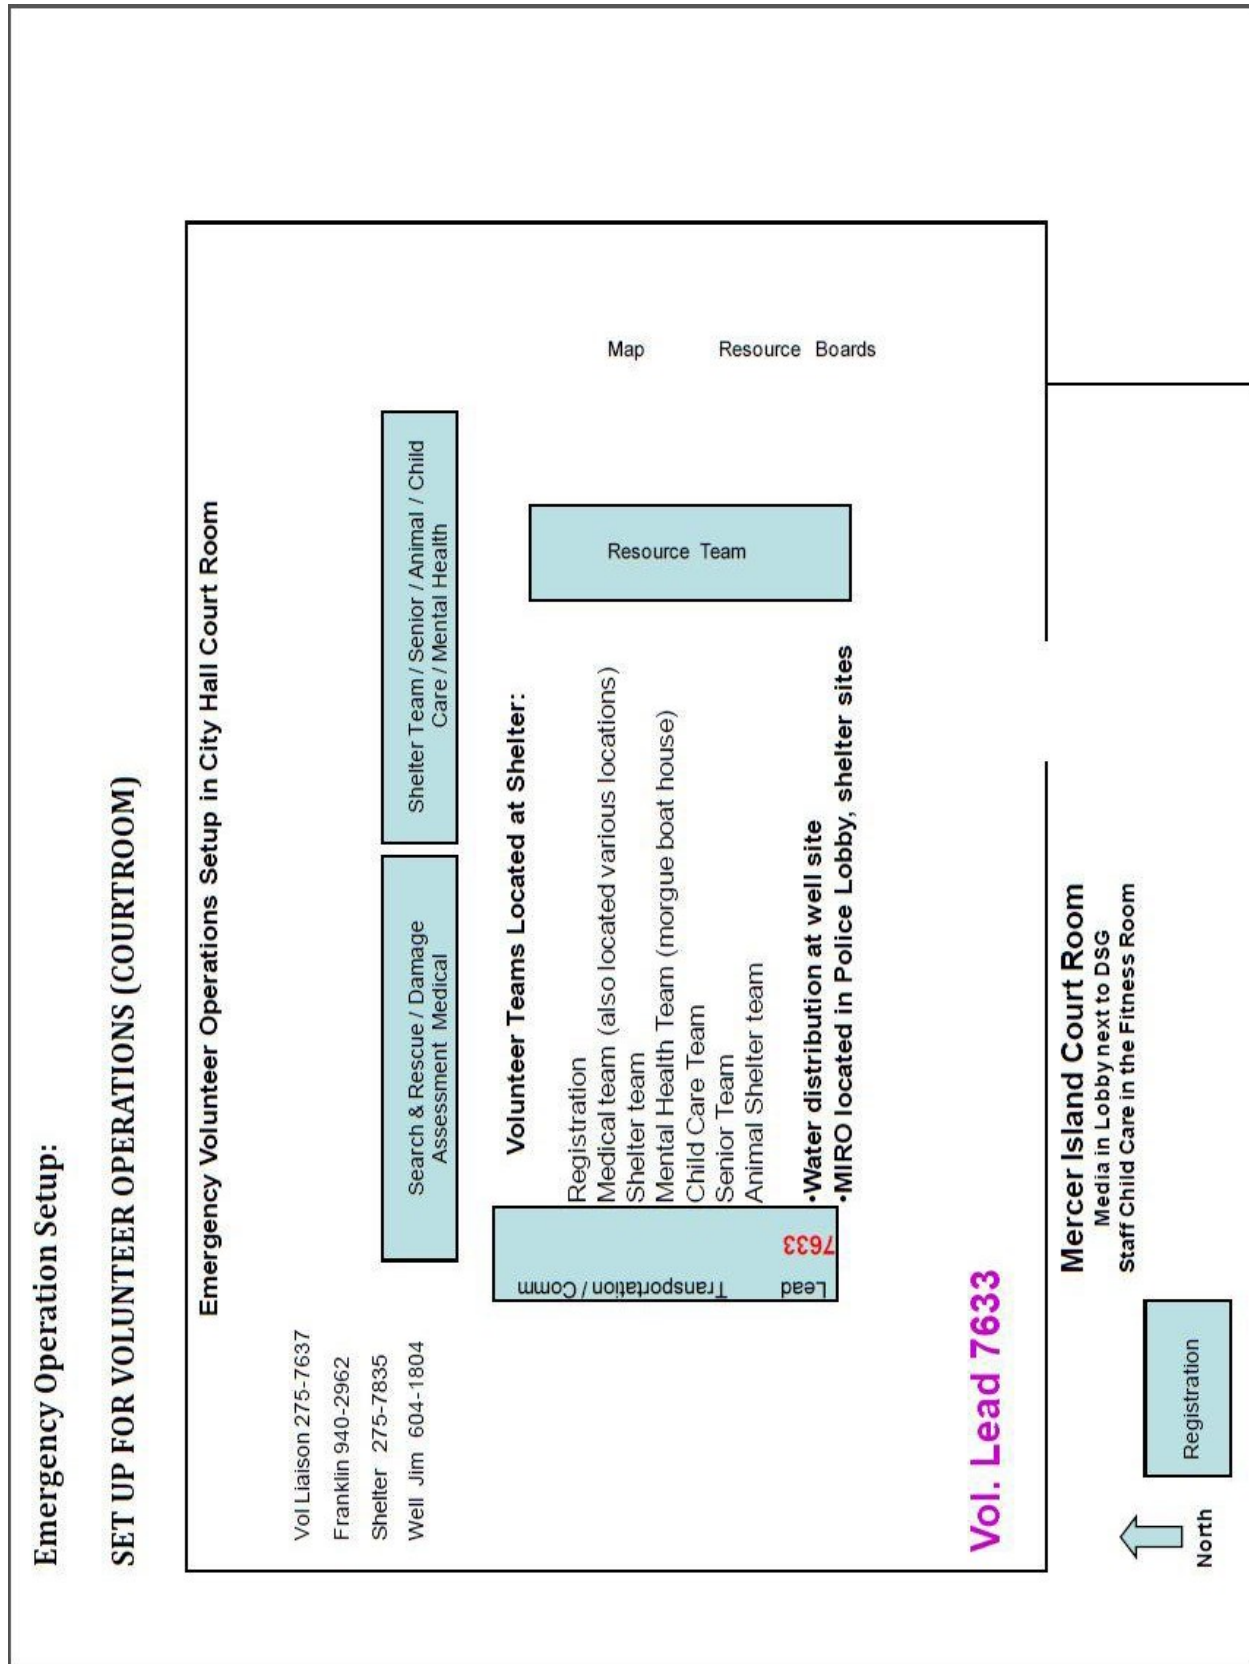 Emergency Operation Setup:
SET UP FOR VOLUNTEER OPERATIONS (COURTROOM)
Emergency Volunteer Operations Setup in City Hall Court Room
Vol Liaison 275-7637
Franklin 940-2962
Shelter 275-7835
Well Jim 604-1804
Search & Rescue / Damage
Assessment Medical
Shelter Team / Senior / Animal / Child
Care / Mental Health
Transportation / Comm
Lead
7633
Volunteer Teams Located at Shelter:
Registration
Medical team (also located various locations)
Shelter team
Mental Health Team (morgue boat house)
Child Care Team
Senior Team
Animal Shelter team
•Water distribution at well site
•MIRO located in Police Lobby, shelter sites
Resource Team
Map
Resource Boards
Vol. Lead 7633
Mercer Island Court Room
Media in Lobby next to DSG
Staff Child Care in the Fitness Room
Registration
North